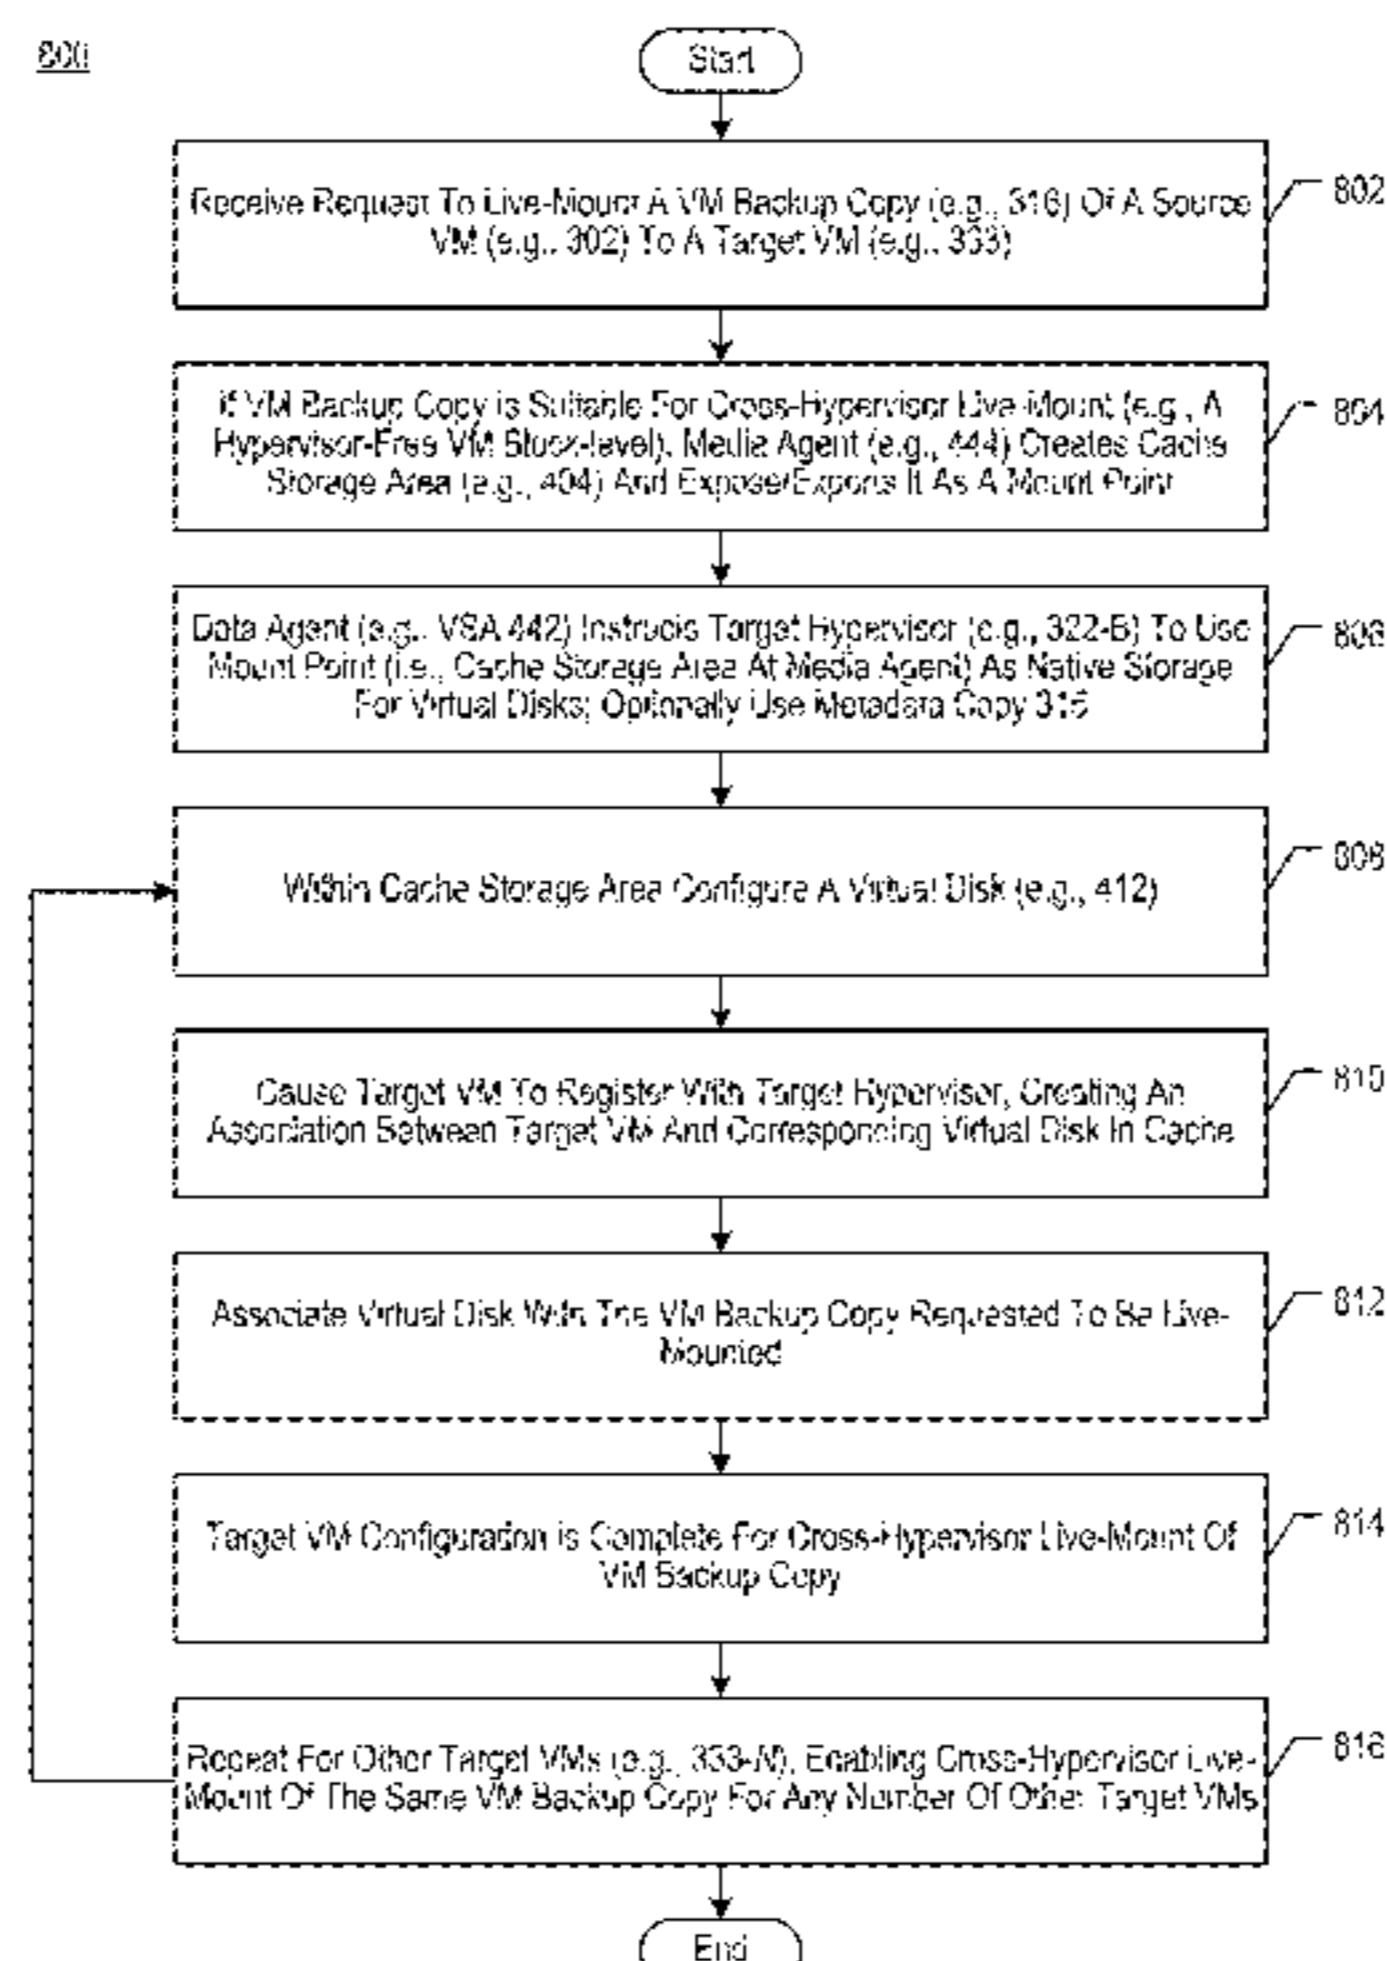 800
Start
Receive Request To Live-Mount A VM Backup Copy (e.g., 316) Of A Source
VM (e.g., 302) To A Target VM (e.g., 333)
802
If VM Backup Copy is Suitable For Cross-Hypervisor Live-Mount (e.g., A
Hypervisor-Free VM Block-level), Media Agent (e.g., 444) Creates Cache
Storage Area (e.g., 404) And Expose/Exports It As A Mount Point
804
Data Agent (e.g., VSA 442) Instructs Target Hypervisor (e.g., 322-B) To Use
Mount Point (i.e., Cache Storage Area At Media Agent) As Native Storage
For Virtual Disks; Optionally Use Metadata Copy 315
806
Within Cache Storage Area Configure A Virtual Disk (e.g., 412)
808
Cause Target VM To Register With Target Hypervisor, Creating An
Association Between Target VM And Corresponding Virtual Disk In Cache
810
Associate Virtual Disk With The VM Backup Copy Requested To Be Live-
Mounted
812
Target VM Configuration is Complete For Cross-Hypervisor Live-Mount Of
VM Backup Copy
814
Repeat For Other Target VMs (e.g., 333-N), Enabling Cross-Hypervisor Live-
Mount Of The Same VM Backup Copy For Any Number Of Other Target VMs
816
End